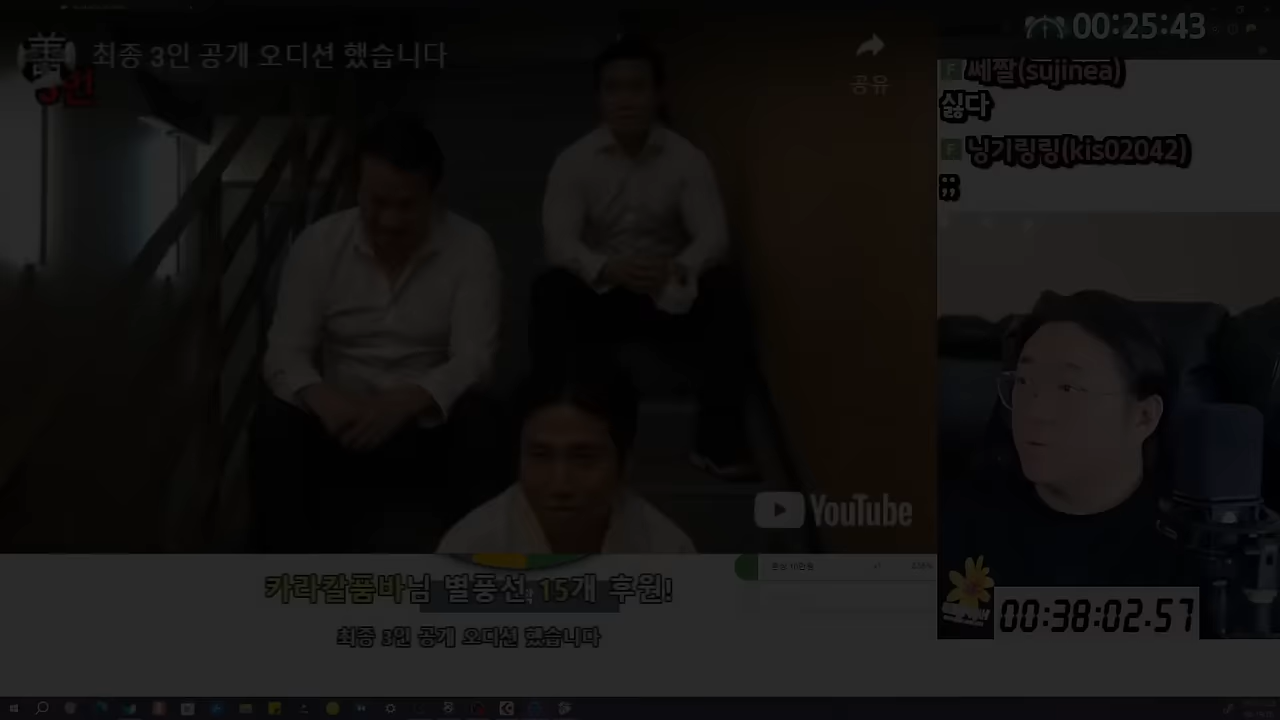 최종 3인 공개 오디션 했습니다
3인
공유
YouTube
00:25:43
F 쎄짤(sujinea)
싫다
F 닝기링링(kis02042)
;;
카라칼품바님 별풍선 15개 후원!
최종 3인 공개 오디션 했습니다
00:38:02.57